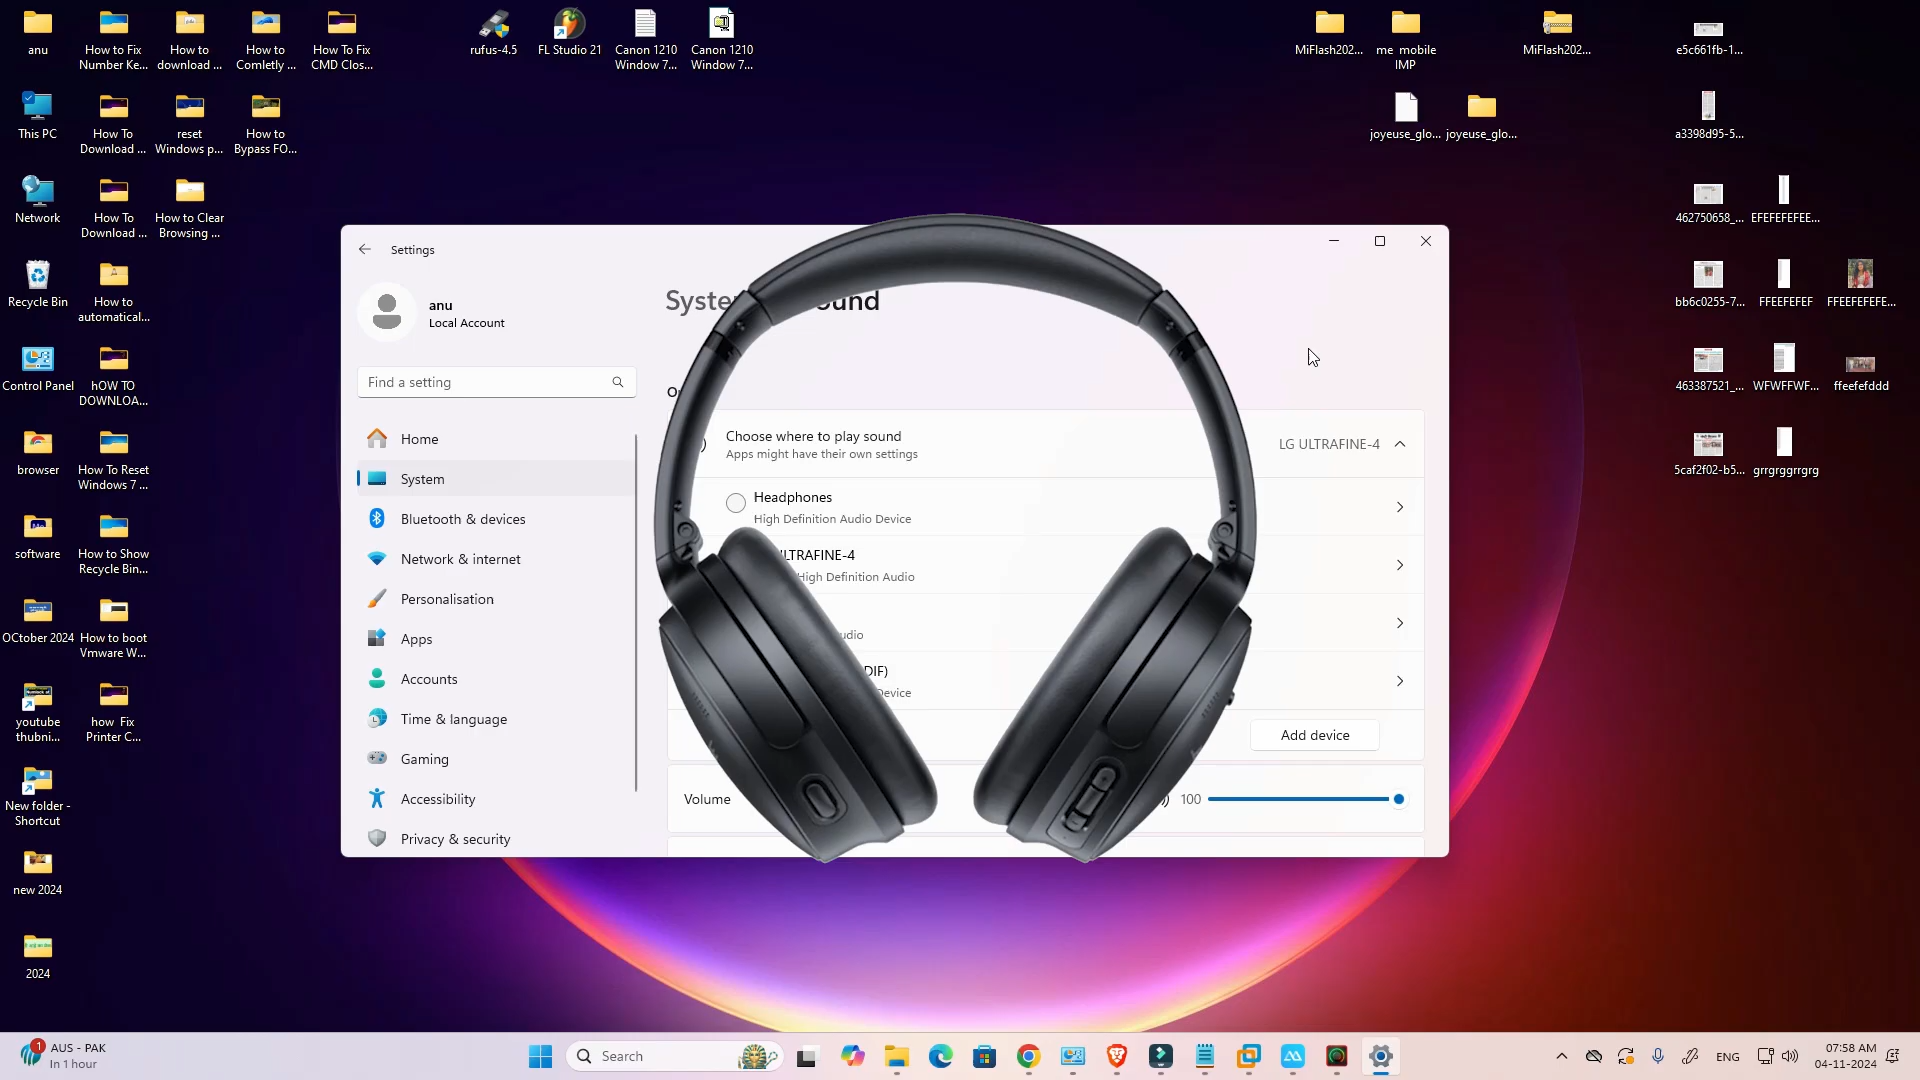 anu
How to Fix
Number Ke...
How to
download ...
How to
Comletly ...
How To Fix
CMD Clos...
rufus-4.5
FL Studio 21
Canon 1210
Window 7...
Canon 1210
Window 7...
MiFlash202...
me mobile
IMP
MiFlash202...
e5c661fb-1...
This PC
How To
Download ...
reset
Windows p...
How to
Bypass FO...
joyeuse_glo...
joyeuse_glo...
a3398d95-5...
Network
How To
Download ...
How to Clear
Browsing ...
462750658_...
EFEFEFEFEE...
Recycle Bin
How to
automatical...
bb6c0255-7...
FFEEFEFEF
FFEEFEFEFE...
Control Panel
hOW TO
DOWNLOA...
463387521_...
WFWFFWF...
ffeefefddd
browser
How To Reset
Windows 7 ...
5caf2f02-b5...
grrgrggrrgrg
software
How to Show
Recycle Bin...
OCtober 2024
How to boot
Vmware W...
youtube
thubni...
how Fix
Printer C...
New folder -
Shortcut
new 2024
2024
Settings
anu
Local Account
Find a setting
Home
System
Bluetooth & devices
Network & internet
Personalisation
Apps
Accounts
Time & language
Gaming
Accessibility
Privacy & security
Choose where to play sound
Apps might have their own settings
LG ULTRAFINE-4
Headphones
High Definition Audio Device
ULTRAFINE-4
High Definition Audio
Add device
Volume
100
1
AUS - PAK
In 1 hour
Search
ENG
07:58 AM
04-11-2024